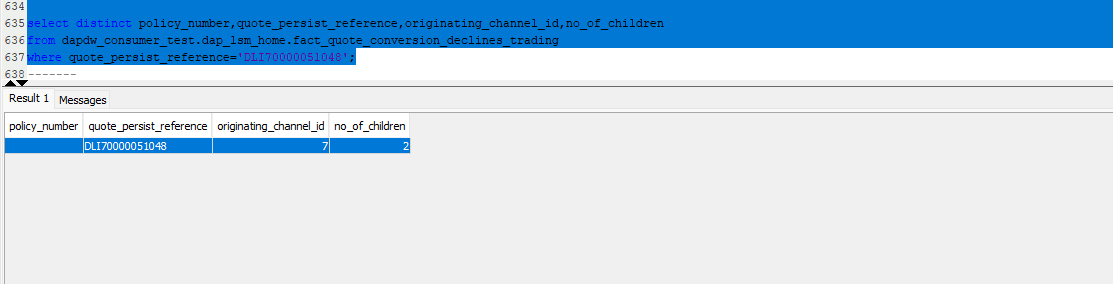 634
635 select distinct policy_number,quote_persist_reference,originating_channel_id,no_of_children
636 from dapdw_consumer_test.dap_lsm_home.fact_quote_conversion_declines_trading
637 where quote_persist_reference='DLI70000051048';
638 -------
Result 1 Messages
policy_number quote_persist_reference originating_channel_id no_of_children
DLI70000051048 7 2